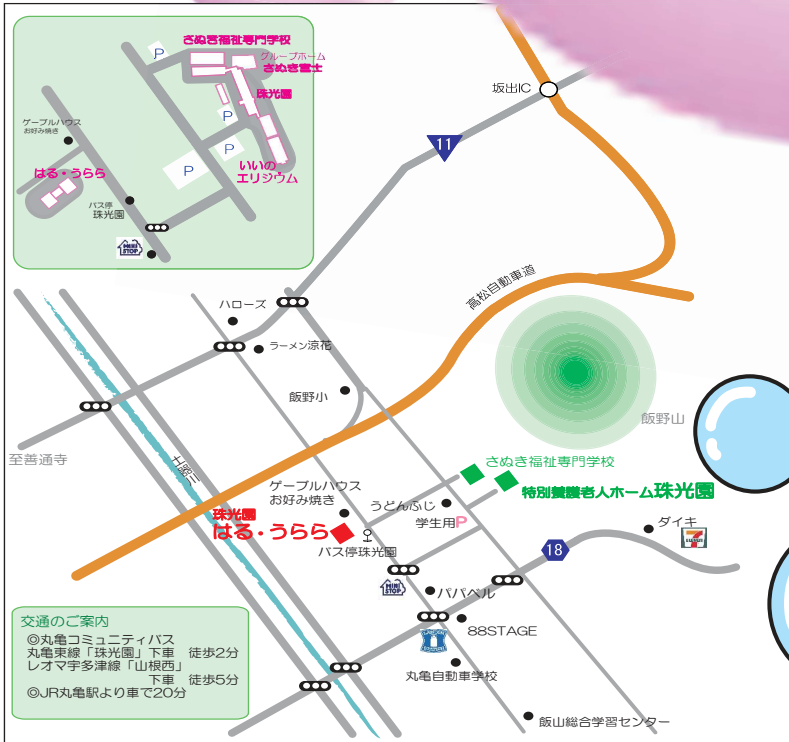 さぬき福祉専門学校
P
グループホーム
さぬき富士
珠光園
P
P
P
いいの
エリジウム
ゲーブルハウス
お好み焼き
はる・うらら
バス停
珠光園
MINI
STOP
坂出IC
11
高松自動車道
ハローズ
ラーメン涼花
飯野小
飯野山
至善通寺
土器川
さぬき福祉専門学校
特別養護老人ホーム珠光園
ゲーブルハウス
お好み焼き
うどんふじ
学生用P
珠光園
はる・うらら
バス停珠光園
ダイキ
7
18
MINI
STOP
パパベル
88STAGE
丸亀自動車学校
飯山総合学習センター
交通のご案内
◎丸亀コミュニティバス
丸亀東線「珠光園」下車 徒歩2分
レオマ宇多津線「山根西」
下車 徒歩5分
◎JR丸亀駅より車で20分